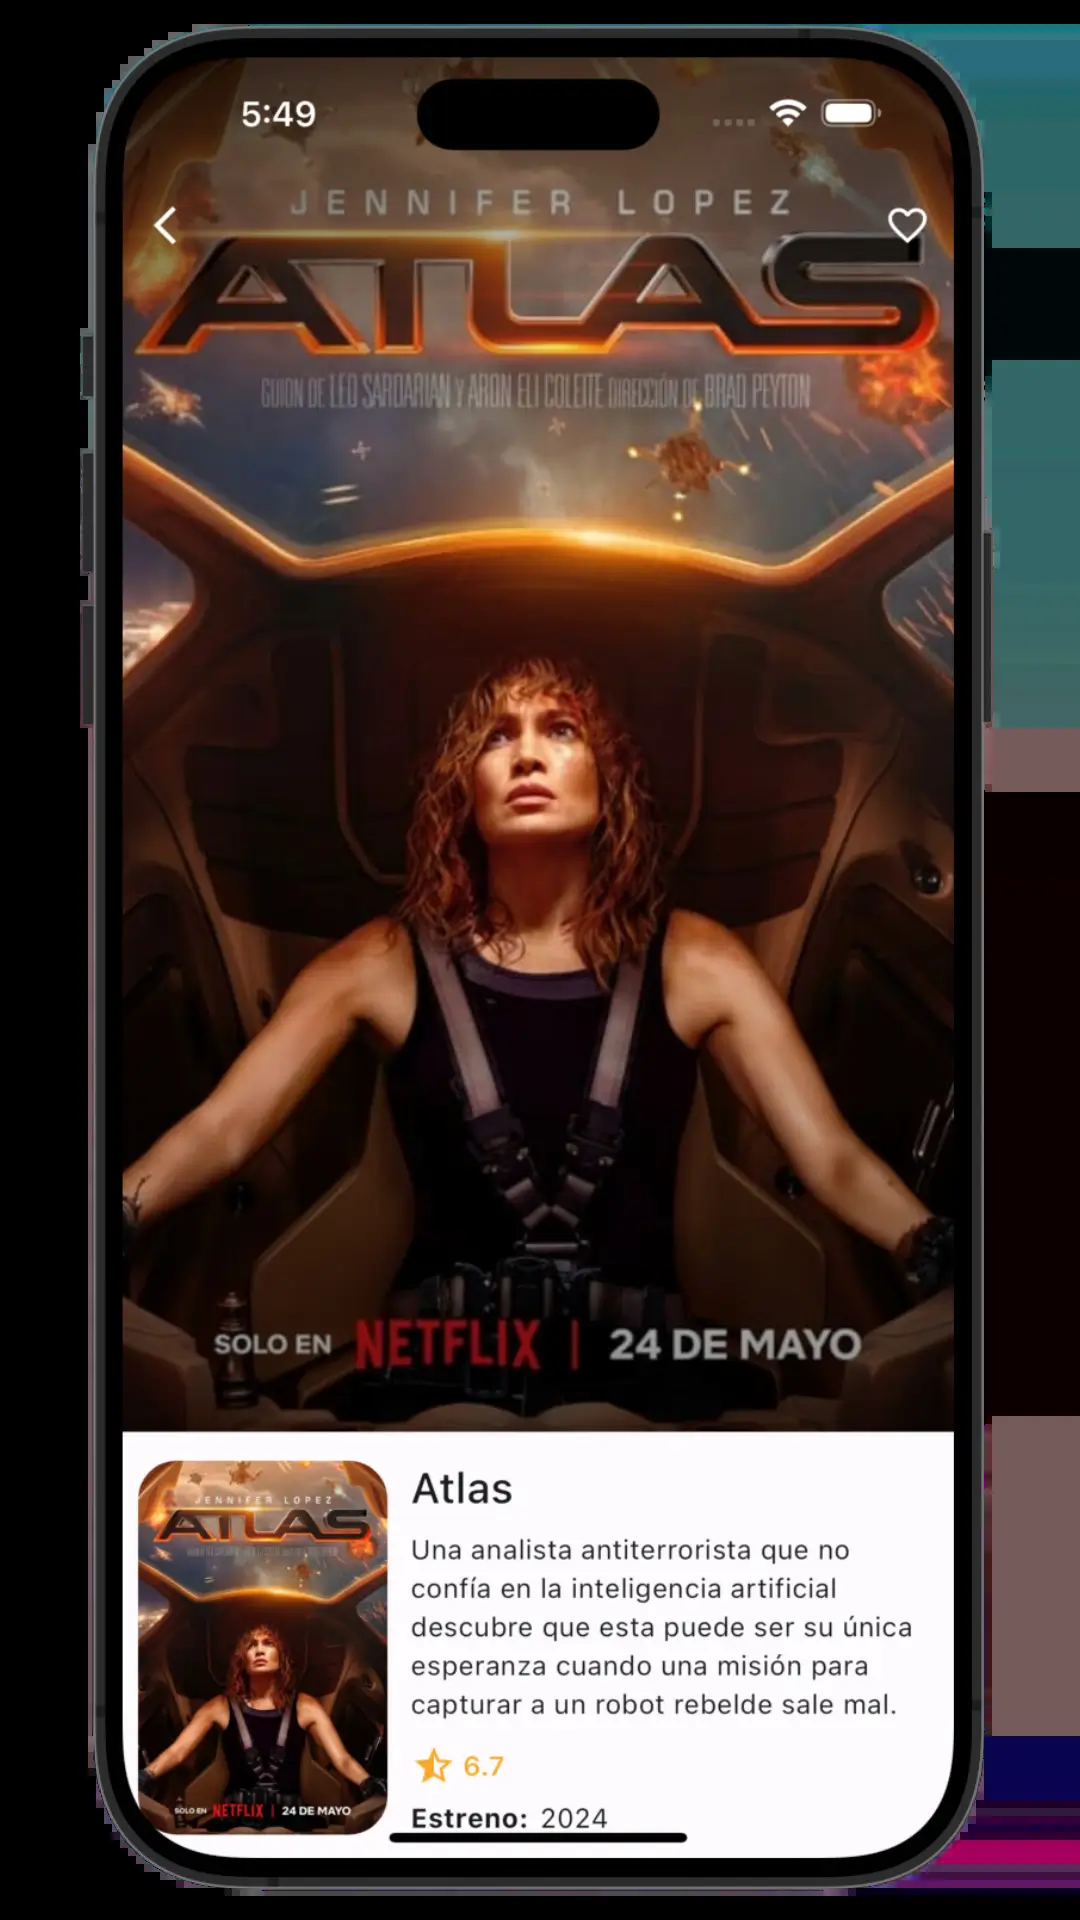 5:49
JENNIFER LOPEZ
ATLAS
GUION DE LEO SARDARIAN Y ARON ELI COLEITE DIRECCIÓN DE BRAD PEYTON
SOLO EN NETFLIX | 24 DE MAYO
JENNIFER LOPEZ
ATLAS
SOLO EN NETFLIX | 24 DE MAYO
Atlas
Una analista antiterrorista que no
confía en la inteligencia artificial
descubre que esta puede ser su única
esperanza cuando una misión para
capturar a un robot rebelde sale mal.
6.7
Estreno: 2024